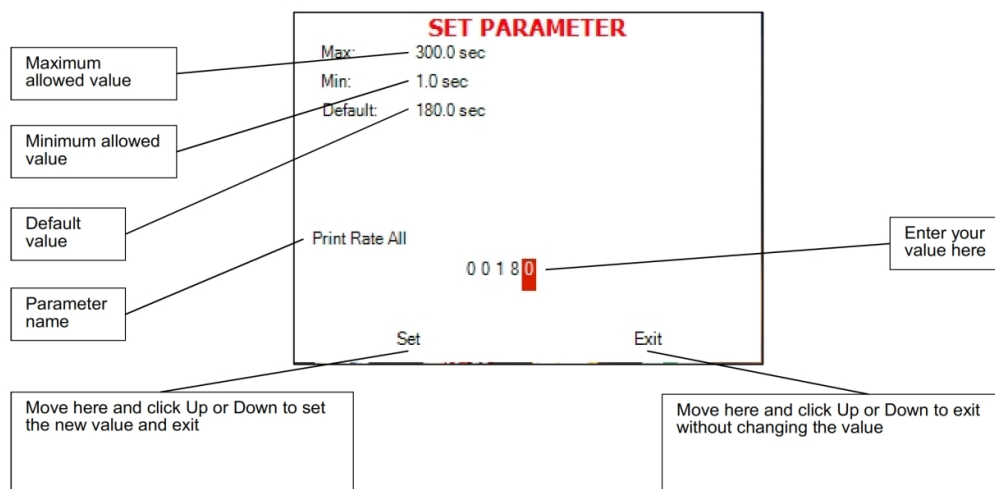 SET PARAMETER
Max: 300.0 sec
Min: 1.0 sec
Default: 180.0 sec
Print Rate All
0 0 1 8 0
Set Exit
Maximum
allowed value
Minimum allowed
value
Default
value
Parameter
name
Enter your
value here
Move here and click Up or Down to set
the new value and exit
Move here and click Up or Down to exit
without changing the value